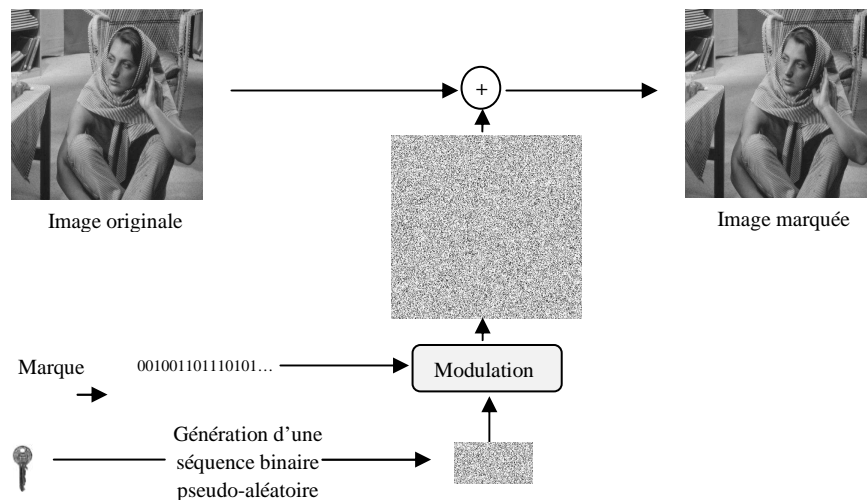 +
Image originale
Image marquée
Marque
001001101110101…
Modulation
Génération d’une
séquence binaire
pseudo-aléatoire